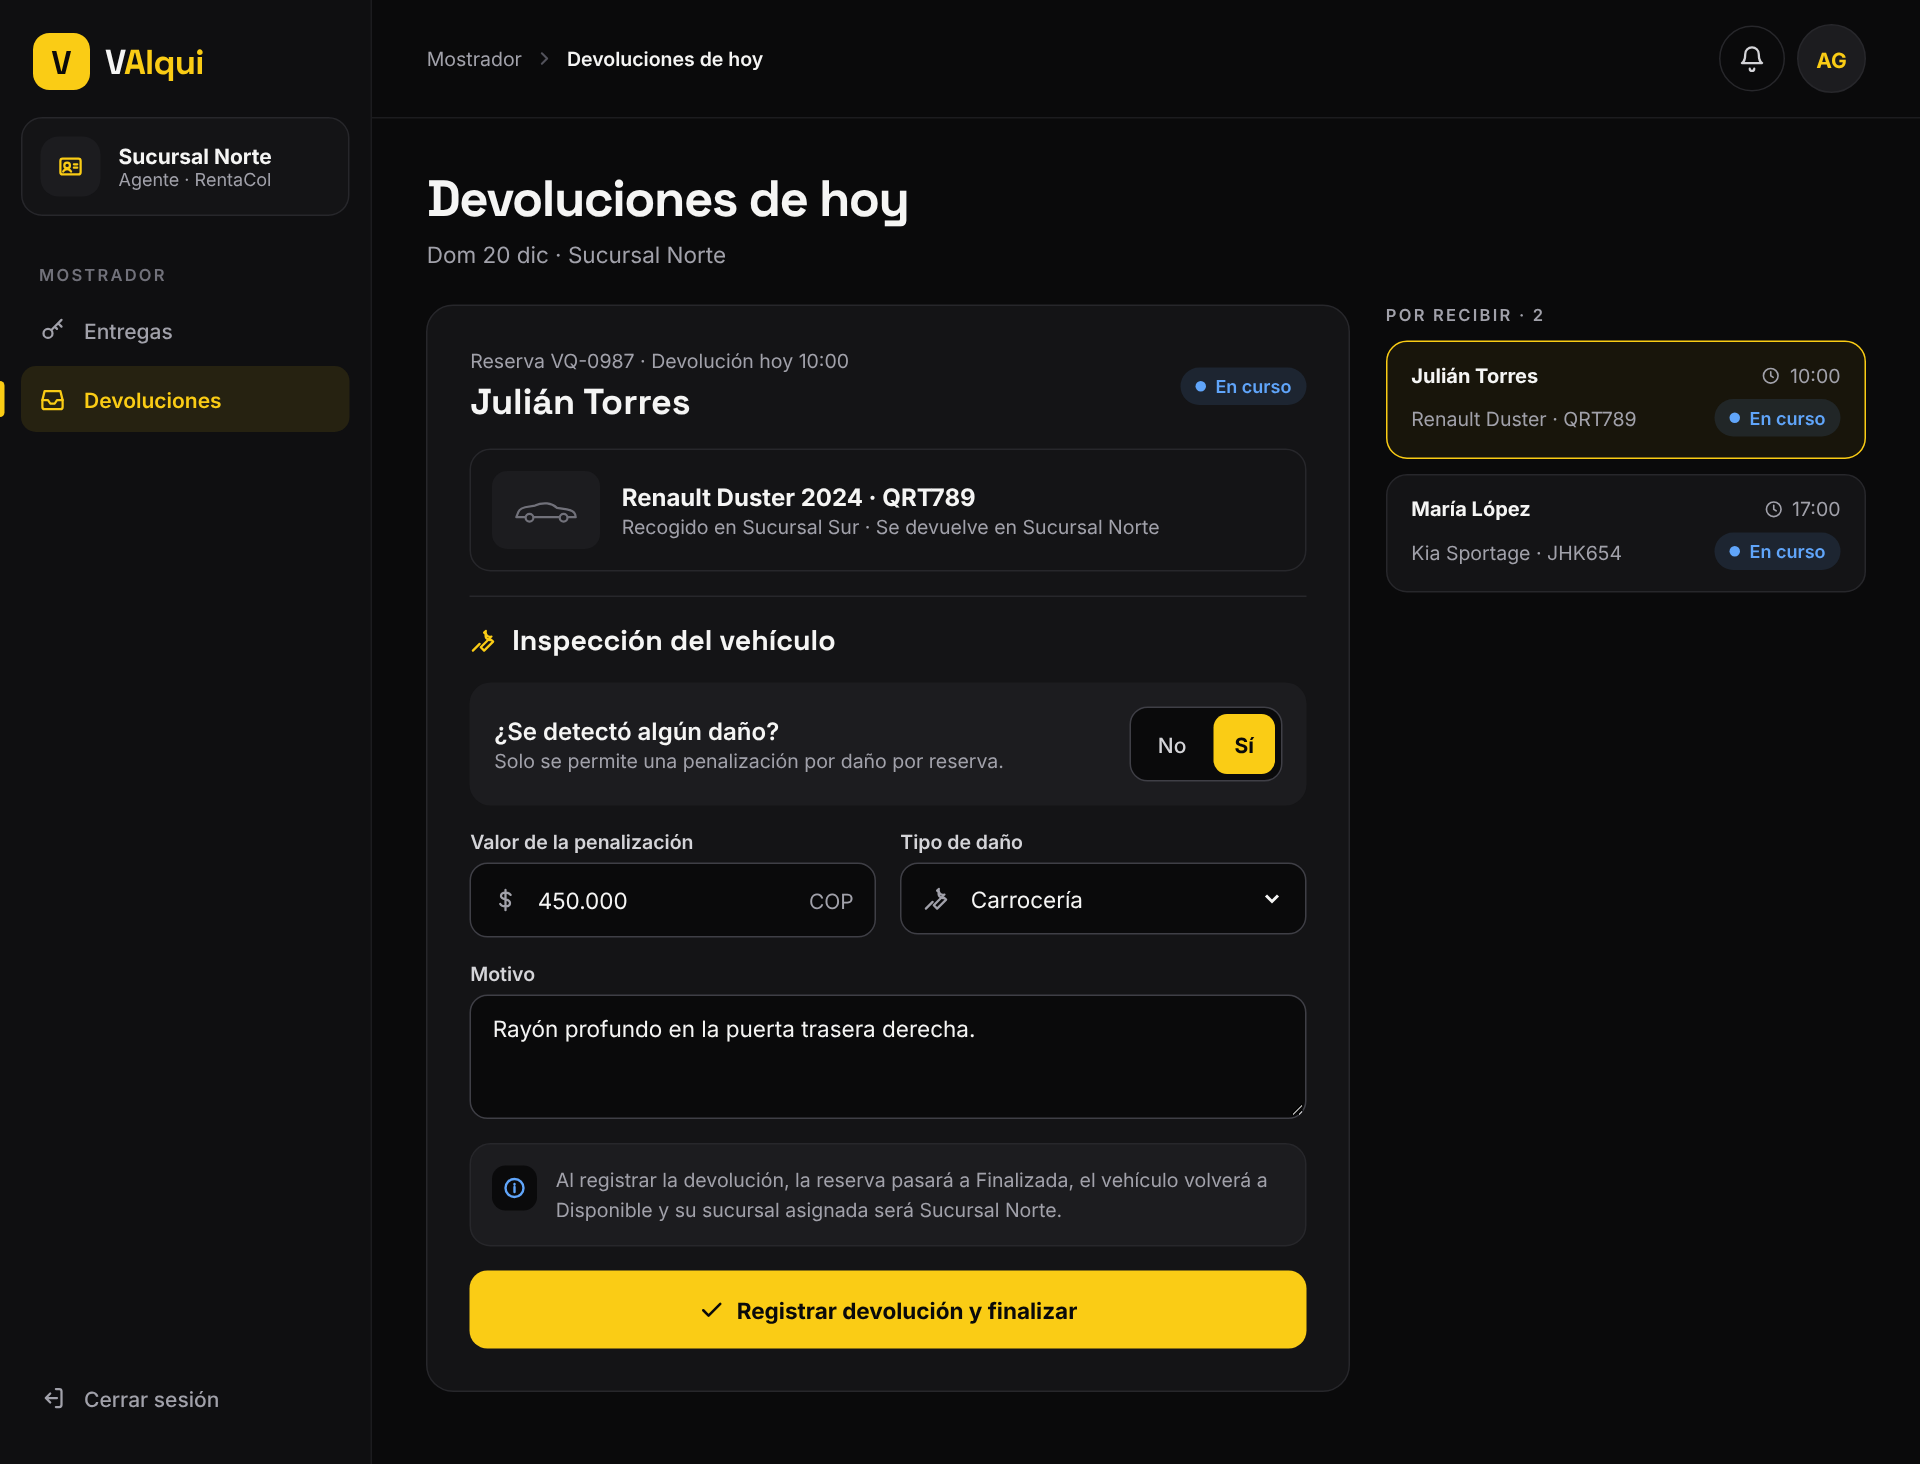 V VAlqui
Sucursal Norte
Agente · RentaCol
MOSTRADOR
Entregas
Devoluciones
Cerrar sesión
Mostrador > Devoluciones de hoy
AG
Devoluciones de hoy
Dom 20 dic · Sucursal Norte
Reserva VQ-0987 · Devolución hoy 10:00
Julián Torres
En curso
Renault Duster 2024 · QRT789
Recogido en Sucursal Sur · Se devuelve en Sucursal Norte
Inspección del vehículo
¿Se detectó algún daño?
Solo se permite una penalización por daño por reserva.
No Sí
Valor de la penalización
$ 450.000 COP
Tipo de daño
Carrocería
Motivo
Rayón profundo en la puerta trasera derecha.
Al registrar la devolución, la reserva pasará a Finalizada, el vehículo volverá a
Disponible y su sucursal asignada será Sucursal Norte.
Registrar devolución y finalizar
POR RECIBIR · 2
Julián Torres 10:00
Renault Duster · QRT789 En curso
María López 17:00
Kia Sportage · JHK654 En curso